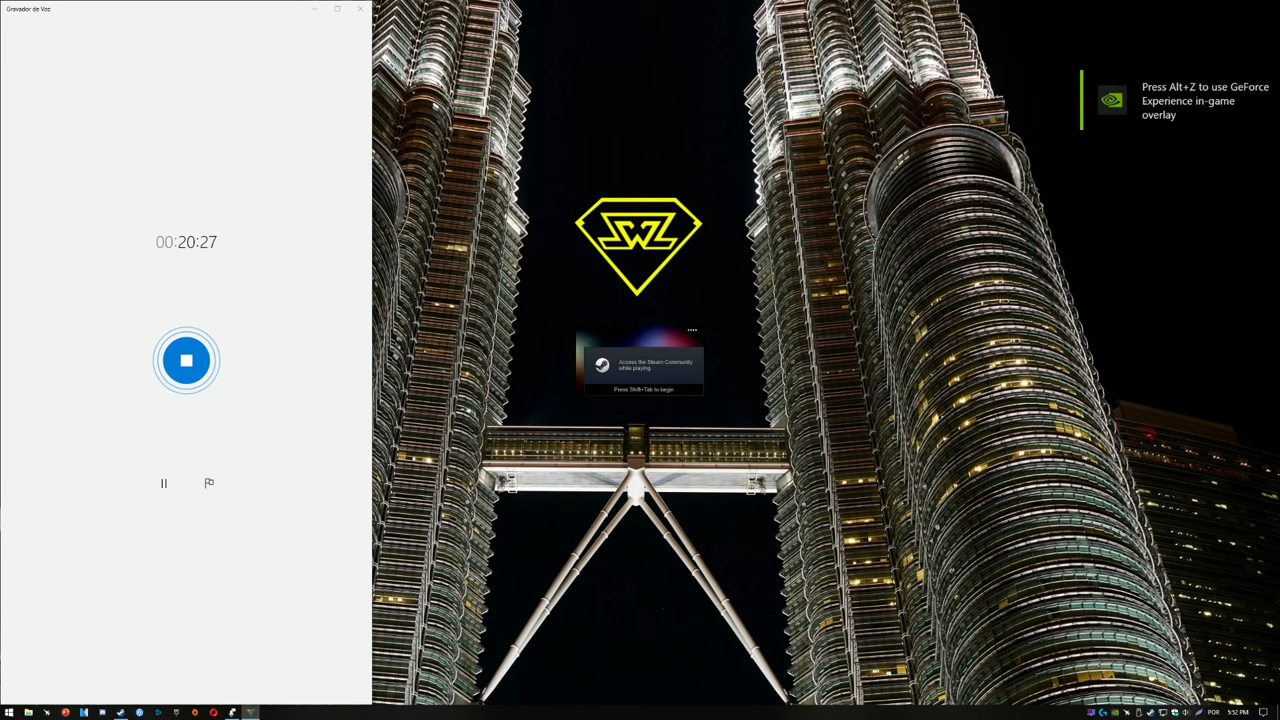 Gravador de Voz
00:20:27
Press Alt+Z to use GeForce
Experience in-game
overlay
SWZ
Access the Steam Community
while playing.
Press Shift+Tab to begin
POR
5:52 PM